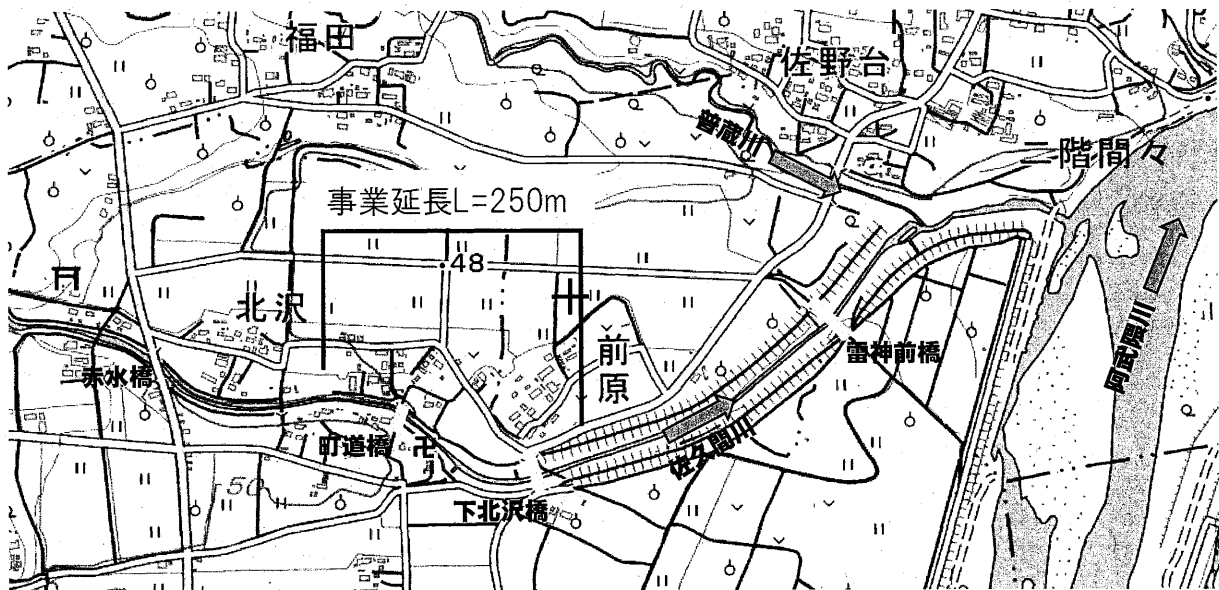 福田
佐野台
普蔵川
二階間々
事業延長L=250m
.48
北沢
前原
阿武隈川
赤水橋
雷神前橋
町道橋
佐久間川
50
下北沢橋